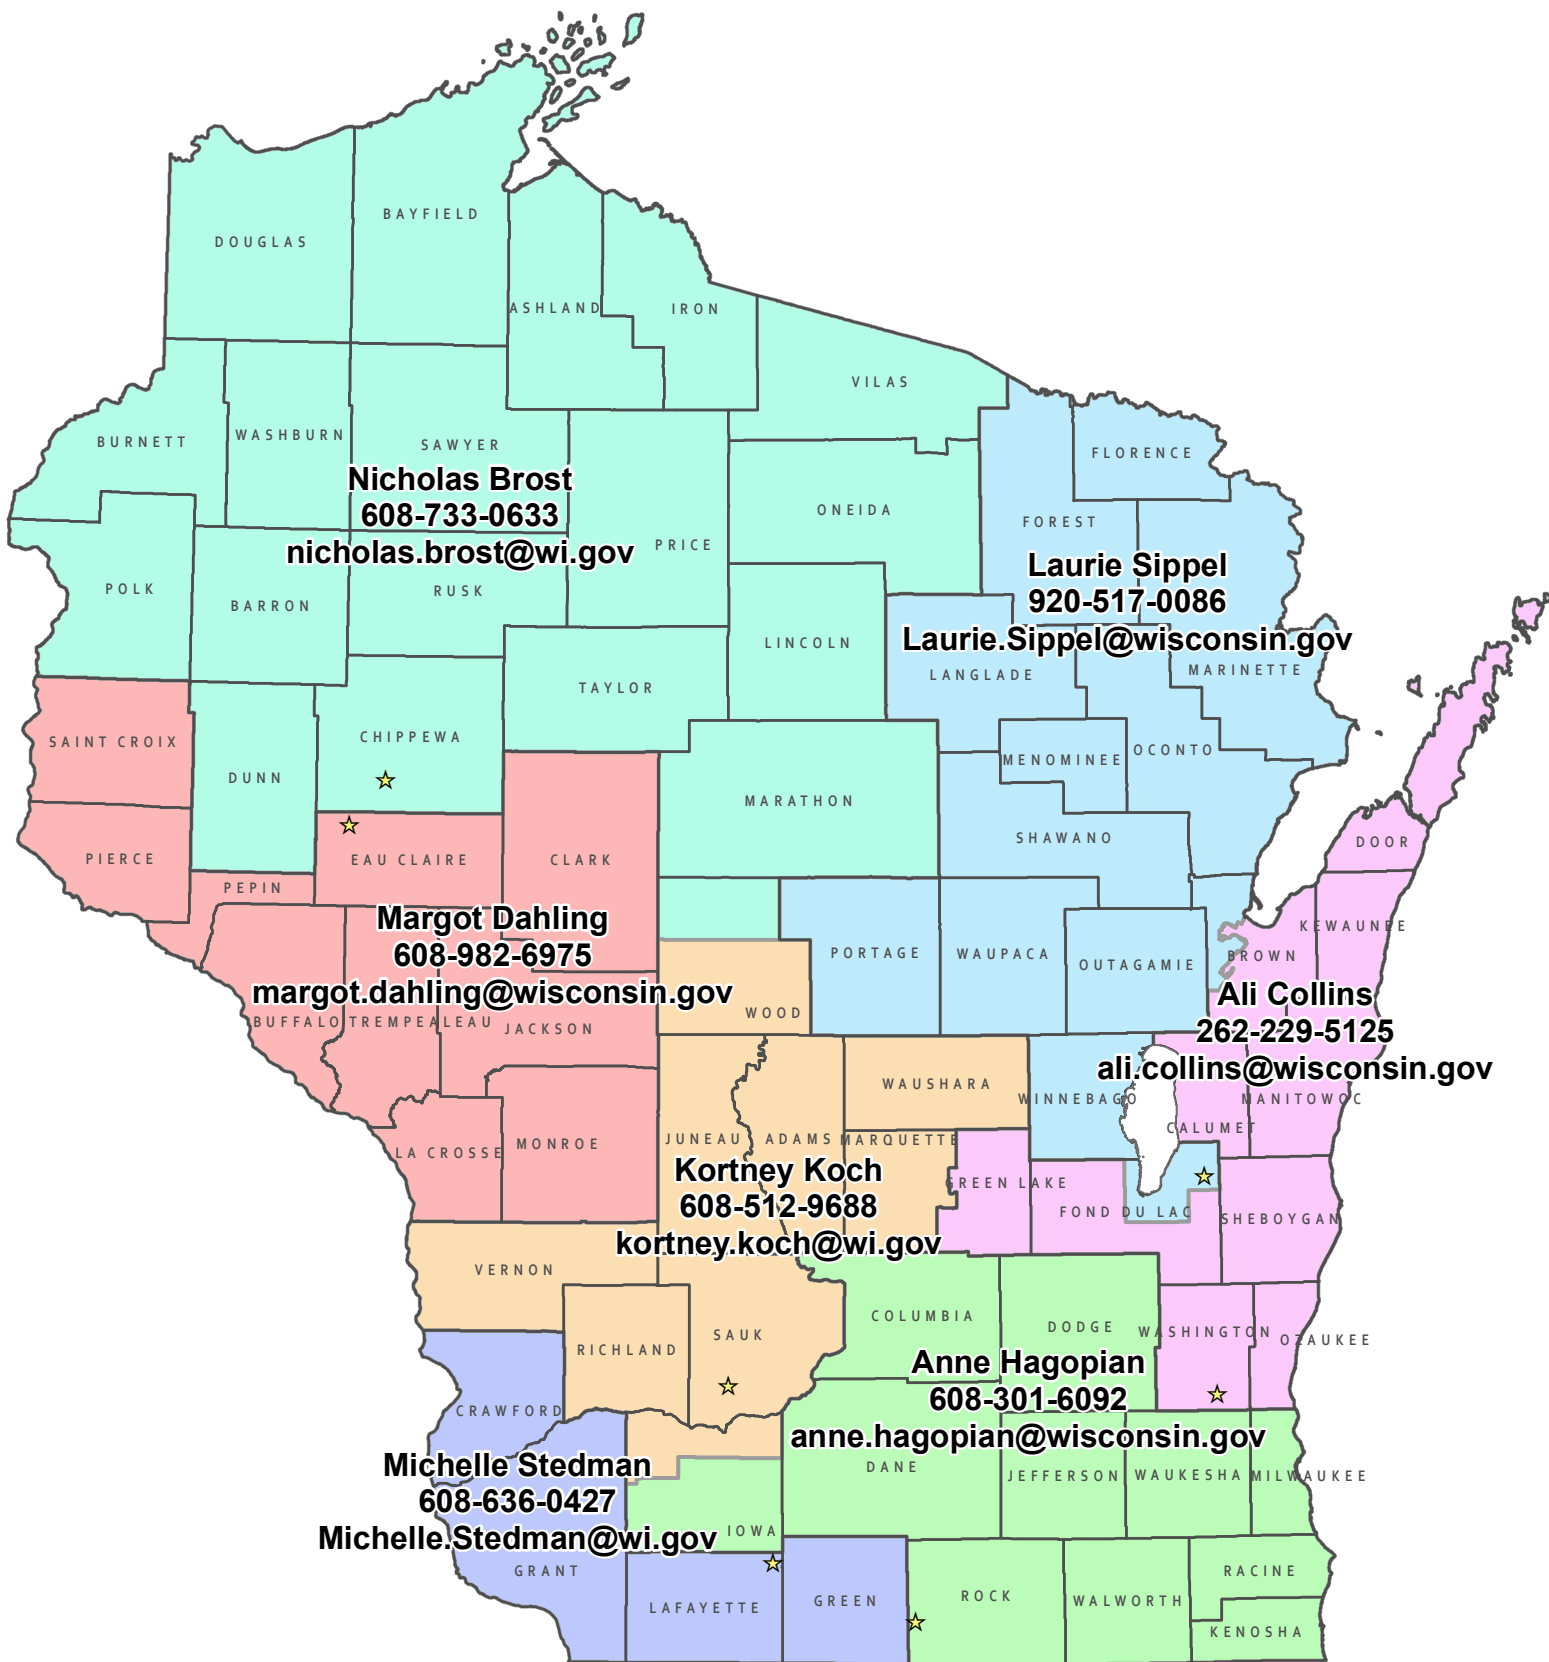 BAYFIELD
DOUGLAS
ASHLAND
IRON
VILAS
BURNETT
WASHBURN
SAWYER
FLORENCE
Nicholas Brost
608-733-0633
nicholas.brost@wi.gov
ONEIDA
FOREST
PRICE
POLK
BARRON
RUSK
Laurie Sippel
920-517-0086
Laurie.Sippel@wisconsin.gov
LINCOLN
LANGLADE
MARINETTE
TAYLOR
SAINT CROIX
CHIPPEWA
DUNN
MENOMINEE
OCONTO
MARATHON
SHAWANO
DOOR
PIERCE
EAU CLAIRE
CLARK
PEPIN
Margot Dahling
608-982-6975
margot.dahling@wisconsin.gov
KEWAUNEE
PORTAGE
WAUPACA
OUTAGAMIE
BROWN
Ali Collins
262-229-5125
ali.collins@wisconsin.gov
WOOD
BUFFALO
TREMPEALEAU
JACKSON
WAUSHARA
WINNEBAGO
MANITOWOC
CALUMET
LA CROSSE
MONROE
JUNEAU
ADAMS
MARQUETTE
Kortney Koch
608-512-9688
kortney.koch@wi.gov
GREEN LAKE
FOND DU LAC
SHEBOYGAN
VERNON
COLUMBIA
DODGE
WASHINGTON
OZAUKEE
RICHLAND
SAUK
Anne Hagopian
608-301-6092
anne.hagopian@wisconsin.gov
CRAWFORD
DANE
JEFFERSON
WAUKESHA
MILWAUKEE
Michelle Stedman
608-636-0427
Michelle.Stedman@wi.gov
IOWA
GRANT
LAFAYETTE
GREEN
ROCK
WALWORTH
RACINE
KENOSHA